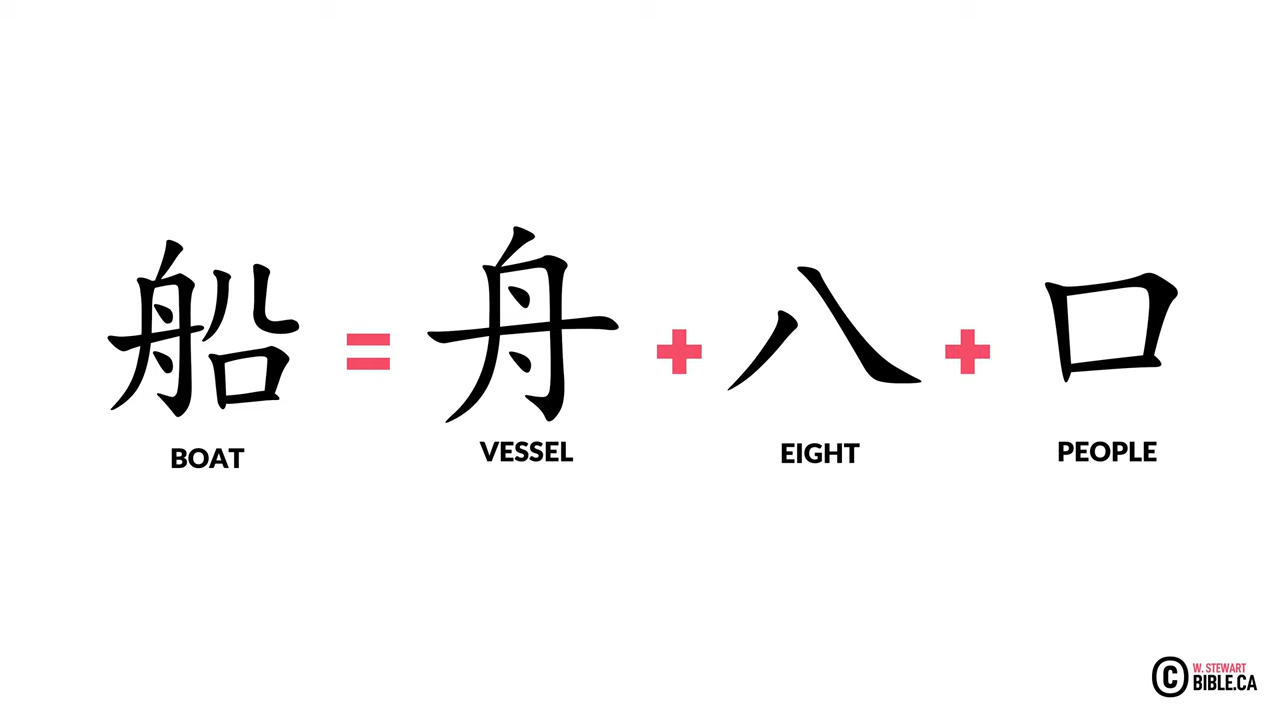 船 = 舟 + 八 + 口
BOAT VESSEL EIGHT PEOPLE
© W. STEWART
BIBLE.CA